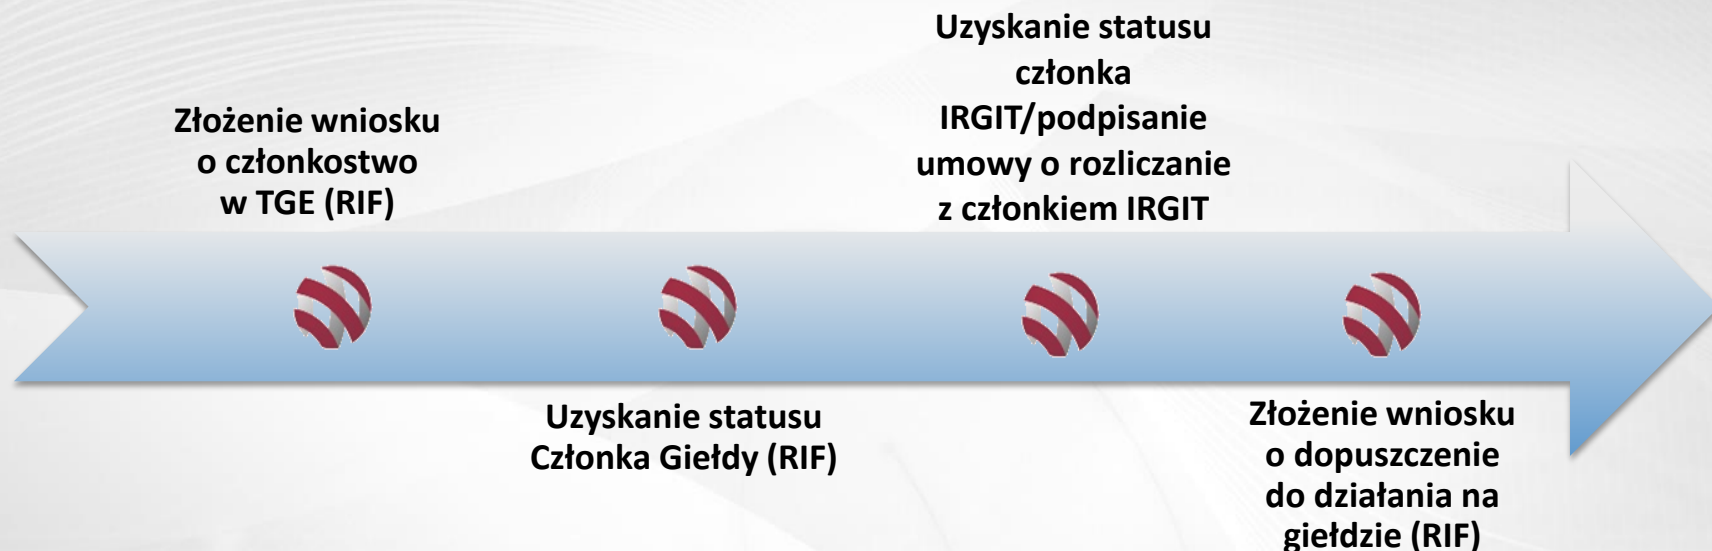 Złożenie wniosku
o członkostwo
w TGE (RIF)
Uzyskanie statusu
Członka Giełdy (RIF)
Uzyskanie statusu
członka
IRGIT/podpisanie
umowy o rozliczanie
z członkiem IRGIT
Złożenie wniosku
o dopuszczenie
do działania na
giełdzie (RIF)